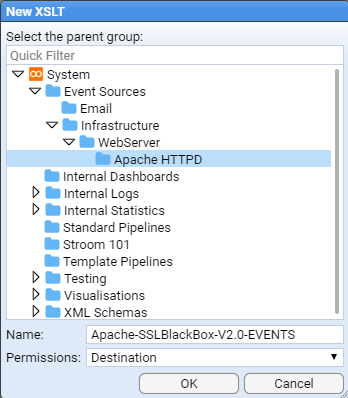 New XSLT
Select the parent group:
Quick Filter
System
Event Sources
Email
Infrastructure
WebServer
Apache HTTPD
Internal Dashboards
Internal Logs
Internal Statistics
Standard Pipelines
Stroom 101
Template Pipelines
Testing
Visualisations
XML Schemas
Name: Apache-SSLBlackBox-V2.0-EVENTS
Permissions: Destination
OK Cancel